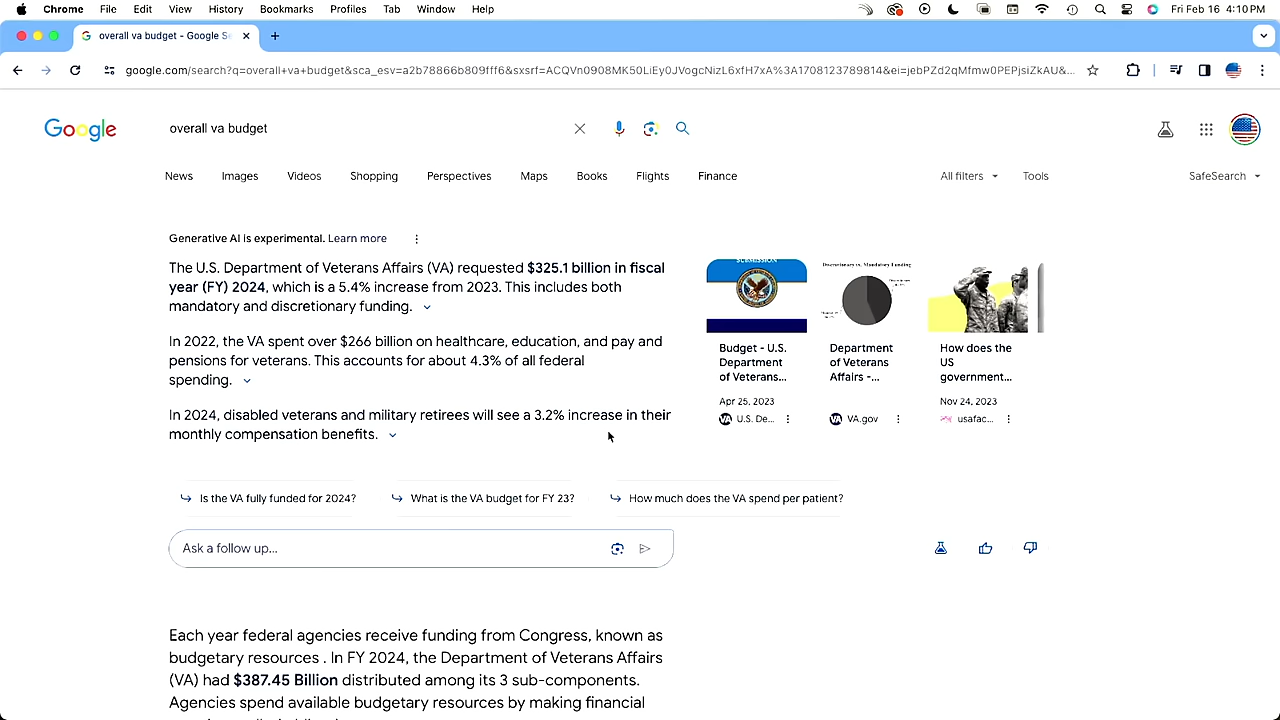 Chrome File Edit View History Bookmarks Profiles Tab Window Help Fri Feb 16 4:10 PM
overall va budget - Google Se
google.com/search?q=overall+va+budget&sca_esv=a2b78866b809fff6&sxsrf=ACQVn0908MK50LiEy0JVogcNizL6xfH7xA%3A1708123789814&ei=jebPZd2qMfmw0PEPjsiZkAU&...
Google overall va budget
News Images Videos Shopping Perspectives Maps Books Flights Finance All filters Tools SafeSearch
Generative AI is experimental. Learn more
The U.S. Department of Veterans Affairs (VA) requested $325.1 billion in fiscal
year (FY) 2024, which is a 5.4% increase from 2023. This includes both
mandatory and discretionary funding.
In 2022, the VA spent over $266 billion on healthcare, education, and pay and
pensions for veterans. This accounts for about 4.3% of all federal
spending.
In 2024, disabled veterans and military retirees will see a 3.2% increase in their
monthly compensation benefits.
SUBMISSION
Budget - U.S.
Department
of Veterans...
Apr 25, 2023
U.S. De...
Discretionary vs. Mandatory Funding
Department
of Veterans
Affairs -...
VA.gov
How does the
US
government...
Nov 24, 2023
usafac...
Is the VA fully funded for 2024? What is the VA budget for FY 23? How much does the VA spend per patient?
Ask a follow up...
Each year federal agencies receive funding from Congress, known as
budgetary resources . In FY 2024, the Department of Veterans Affairs
(VA) had $387.45 Billion distributed among its 3 sub-components.
Agencies spend available budgetary resources by making financial